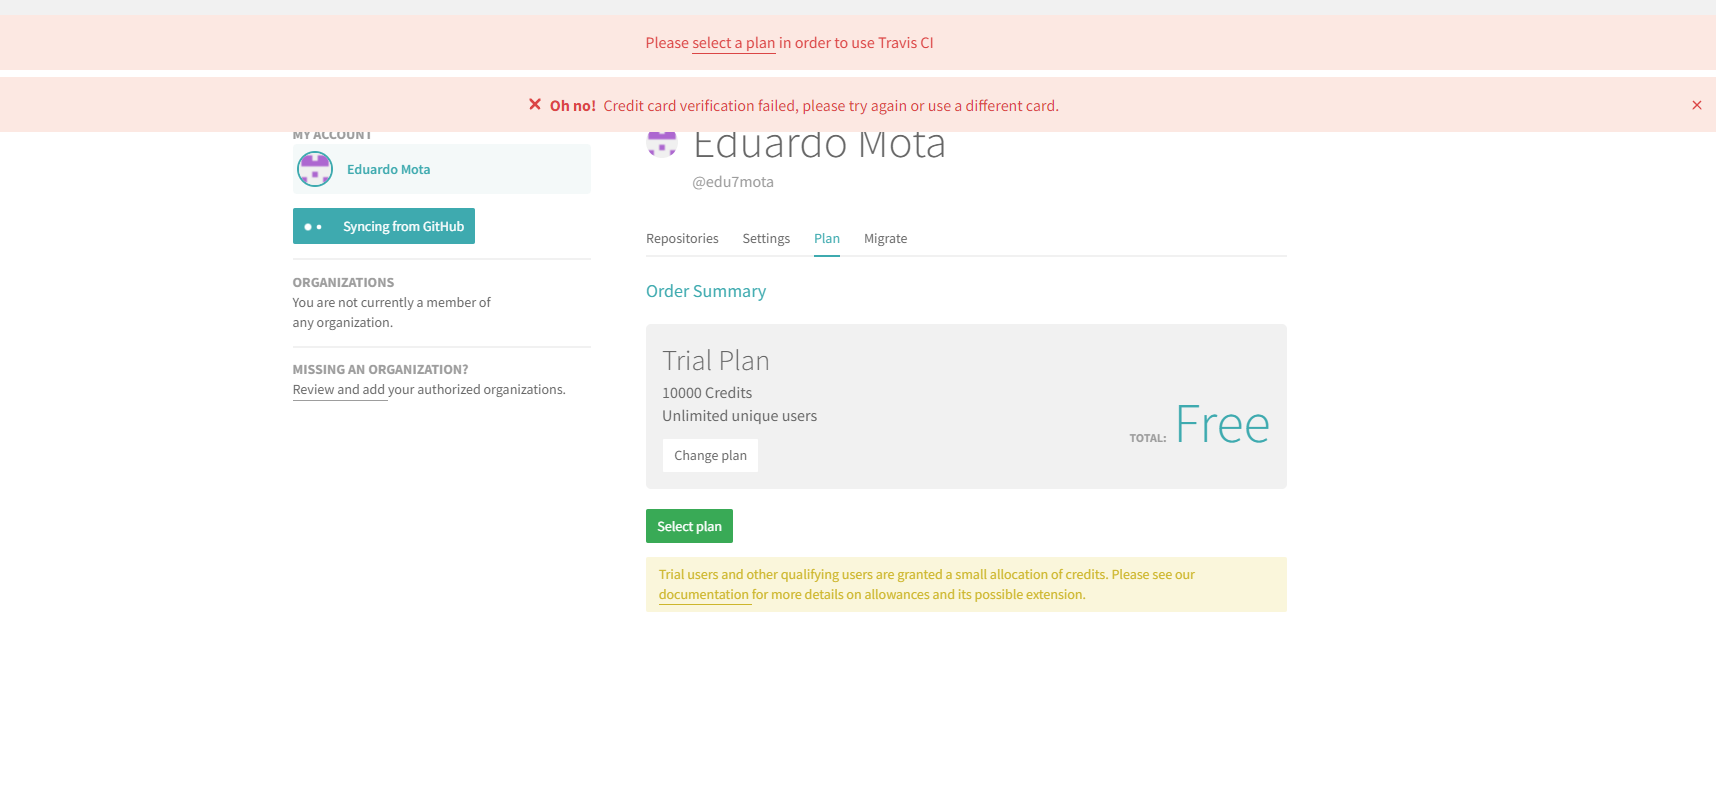 Please select a plan in order to use Travis CI
Oh no! Credit card verification failed, please try again or use a different card.
MY ACCOUNT
Eduardo Mota
Syncing from GitHub
ORGANIZATIONS
You are not currently a member of
any organization.
MISSING AN ORGANIZATION?
Review and add your authorized organizations.
Eduardo Mota
@edu7mota
Repositories Settings Plan Migrate
Order Summary
Trial Plan
10000 Credits
Unlimited unique users
TOTAL: Free
Change plan
Select plan
Trial users and other qualifying users are granted a small allocation of credits. Please see our
documentation for more details on allowances and its possible extension.